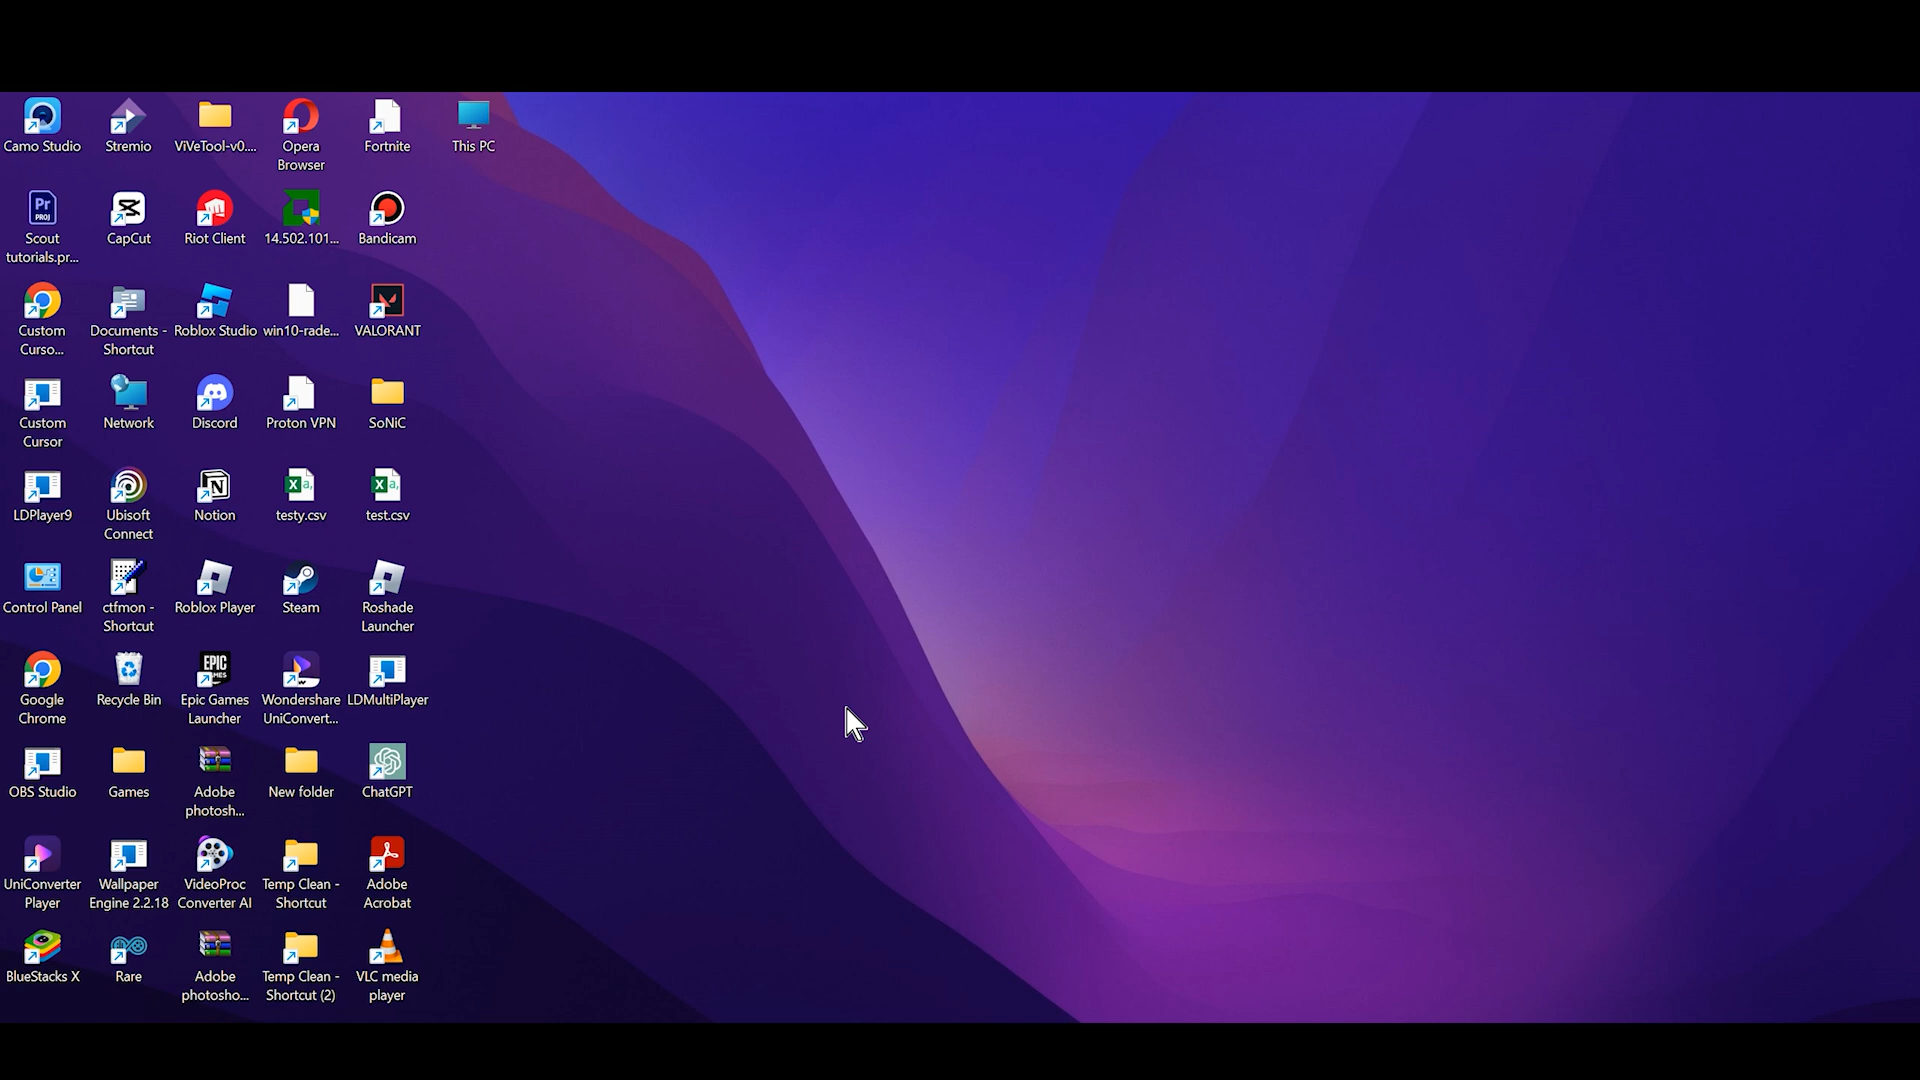 Camo Studio
Stremio
ViVeTool-v0....
Opera
Browser
Fortnite
This PC
Pr
PROJ
Scout
tutorials.pr...
CapCut
Riot Client
14.502.101...
Bandicam
Custom
Curso...
Documents -
Shortcut
Roblox Studio
win10-rade...
VALORANT
Custom
Cursor
Network
Discord
Proton VPN
SoNiC
LDPlayer9
Ubisoft
Connect
Notion
testy.csv
test.csv
Control Panel
ctfmon -
Shortcut
Roblox Player
Steam
Roshade
Launcher
Google
Chrome
Recycle Bin
EPIC
GAMES
Epic Games
Launcher
Wondershare
UniConvert...
LDMultiPlayer
OBS Studio
Games
Adobe
photosh...
New folder
ChatGPT
UniConverter
Player
Wallpaper
Engine 2.2.18
VideoProc
Converter AI
Temp Clean -
Shortcut
Adobe
Acrobat
BlueStacks X
Rare
Adobe
photosho...
Temp Clean -
Shortcut (2)
VLC media
player